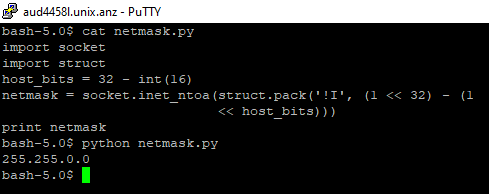 aud4458l.unix.anz - PuTTY
bash-5.0$ cat netmask.py
import socket
import struct
host_bits = 32 - int(16)
netmask = socket.inet_ntoa(struct.pack('!I', (1 << 32) - (1
<< host_bits)))
print netmask
bash-5.0$ python netmask.py
255.255.0.0
bash-5.0$